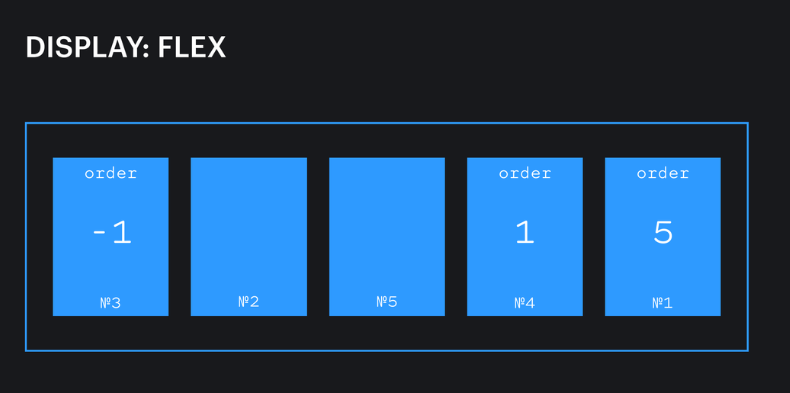 DISPLAY: FLEX
order
-1
№3
№2
№5
order
1
№4
order
5
№1